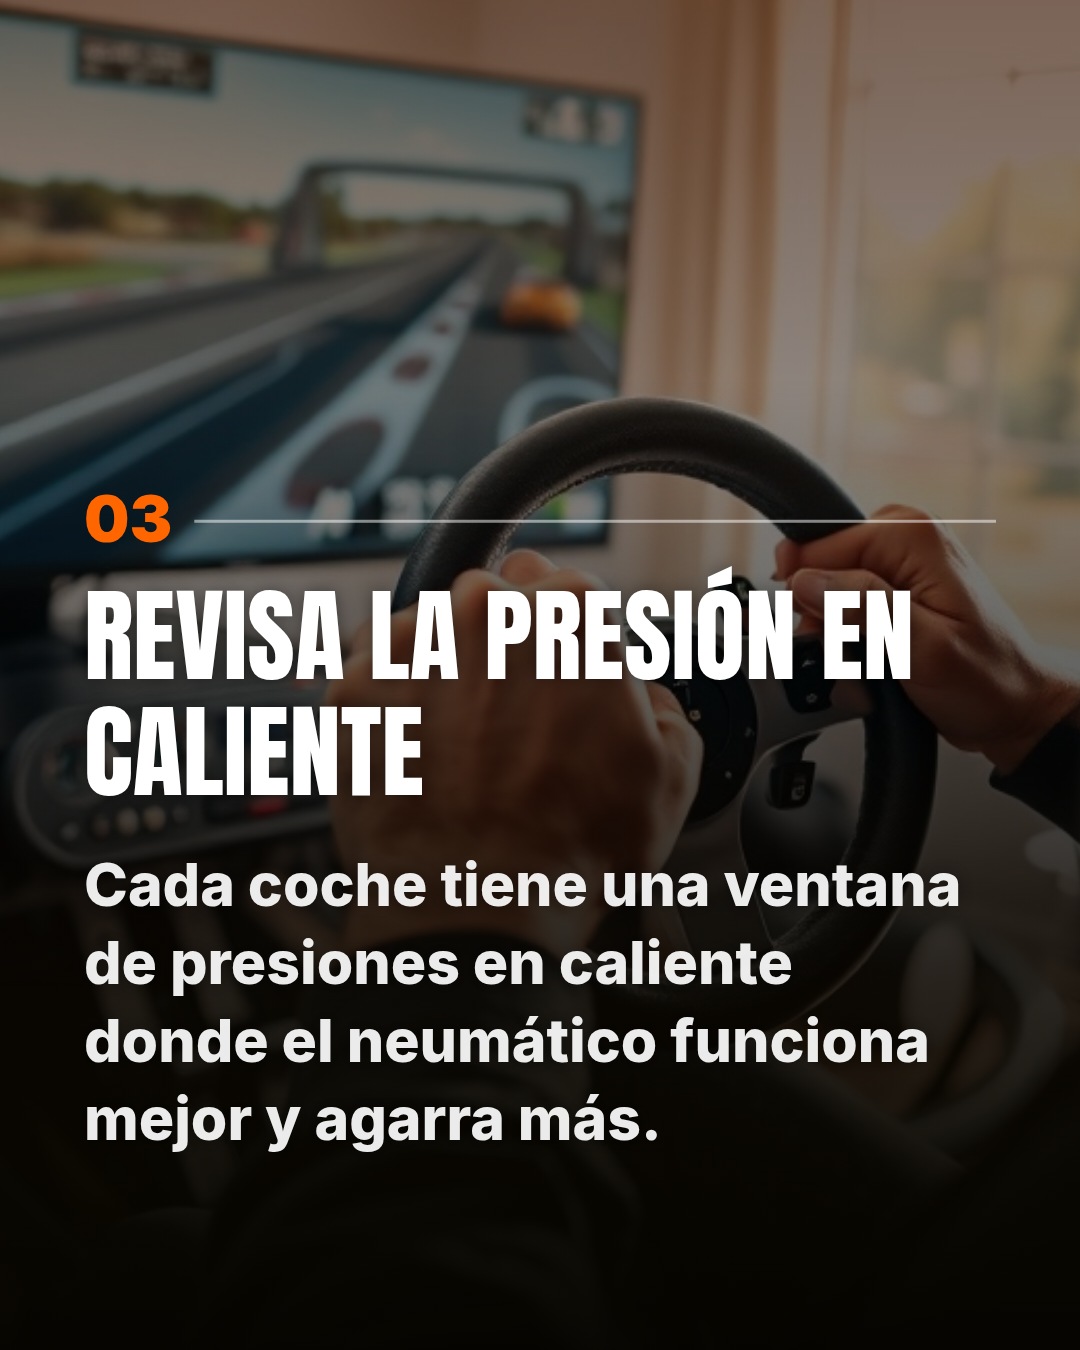 03
REVISA LA PRESIÓN EN
CALIENTE
Cada coche tiene una ventana
de presiones en caliente
donde el neumático funciona
mejor y agarra más.